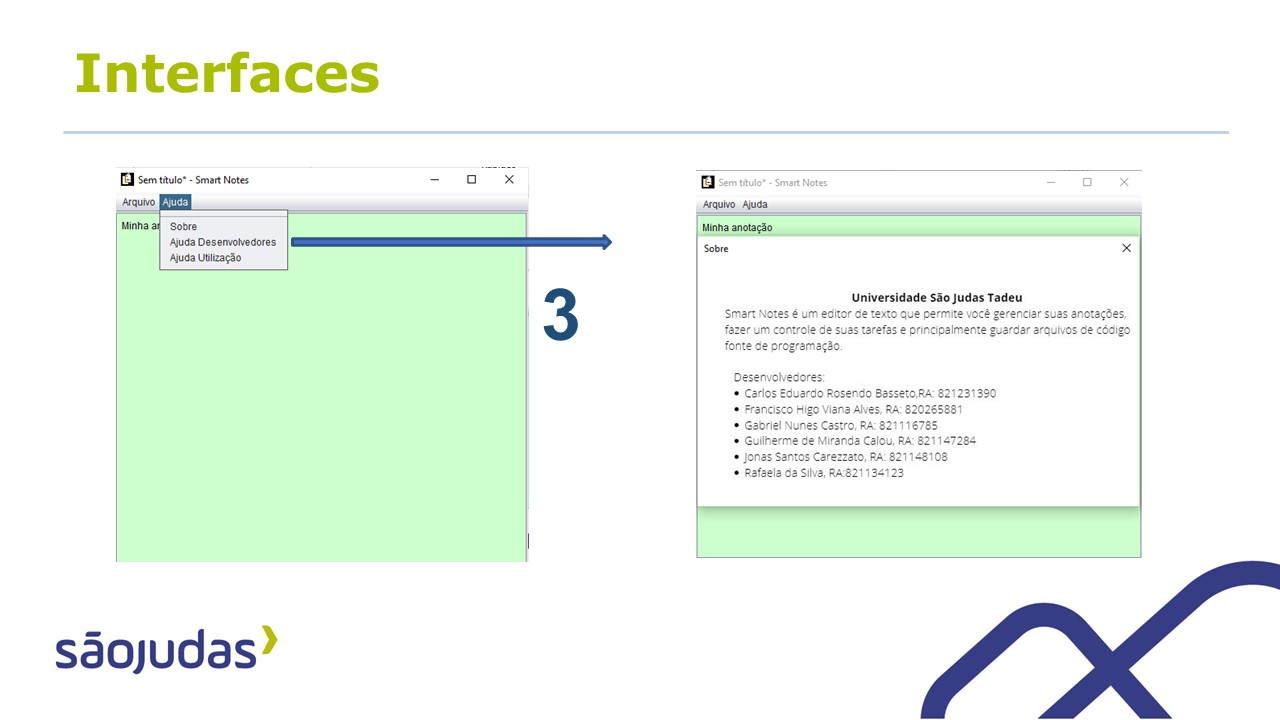 Interfaces
Sem título* - Smart Notes
Arquivo Ajuda
Minha
Sobre
Ajuda Desenvolvedores
Ajuda Utilização
3
Sem título* - Smart Notes
Arquivo Ajuda
Minha anotação
Sobre
Universidade São Judas Tadeu
Smart Notes é um editor de texto que permite você gerenciar suas anotações,
fazer um controle de suas tarefas e principalmente guardar arquivos de código
fonte de programação.
Desenvolvedores:
• Carlos Eduardo Rosendo Basseto,RA: 821231390
• Francisco Higo Viana Alves, RA: 820265881
• Gabriel Nunes Castro, RA: 821116785
• Guilherme de Miranda Calou, RA: 821147284
• Jonas Santos Carezzato, RA: 821148108
• Rafaela da Silva, RA:821134123
sãojudas